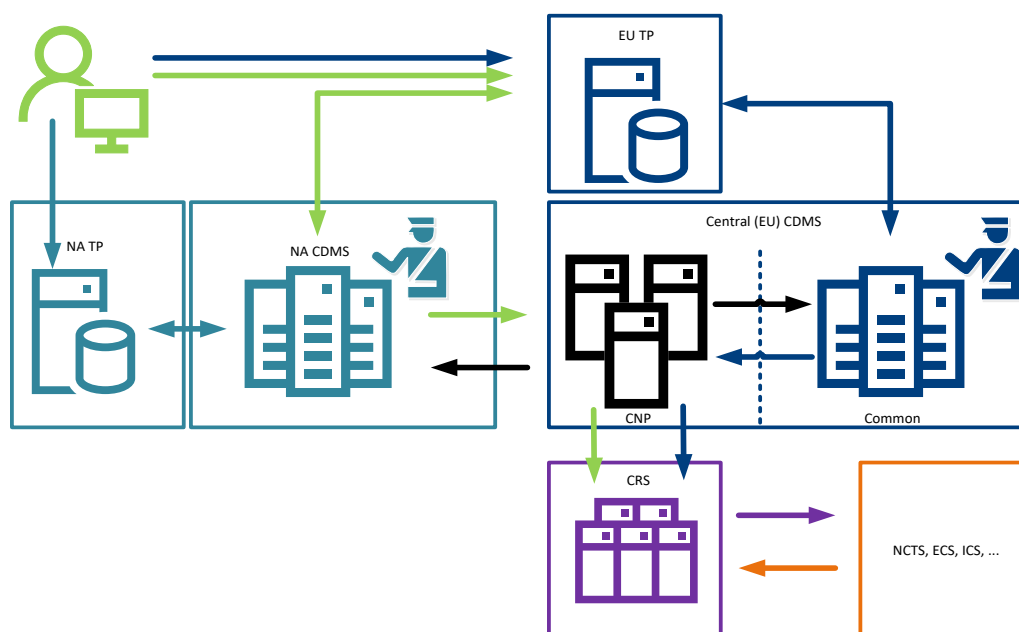 EU TP
NA TP
NA CDMS
Central (EU) CDMS
CNP
Common
CRS
NCTS, ECS, ICS, ...